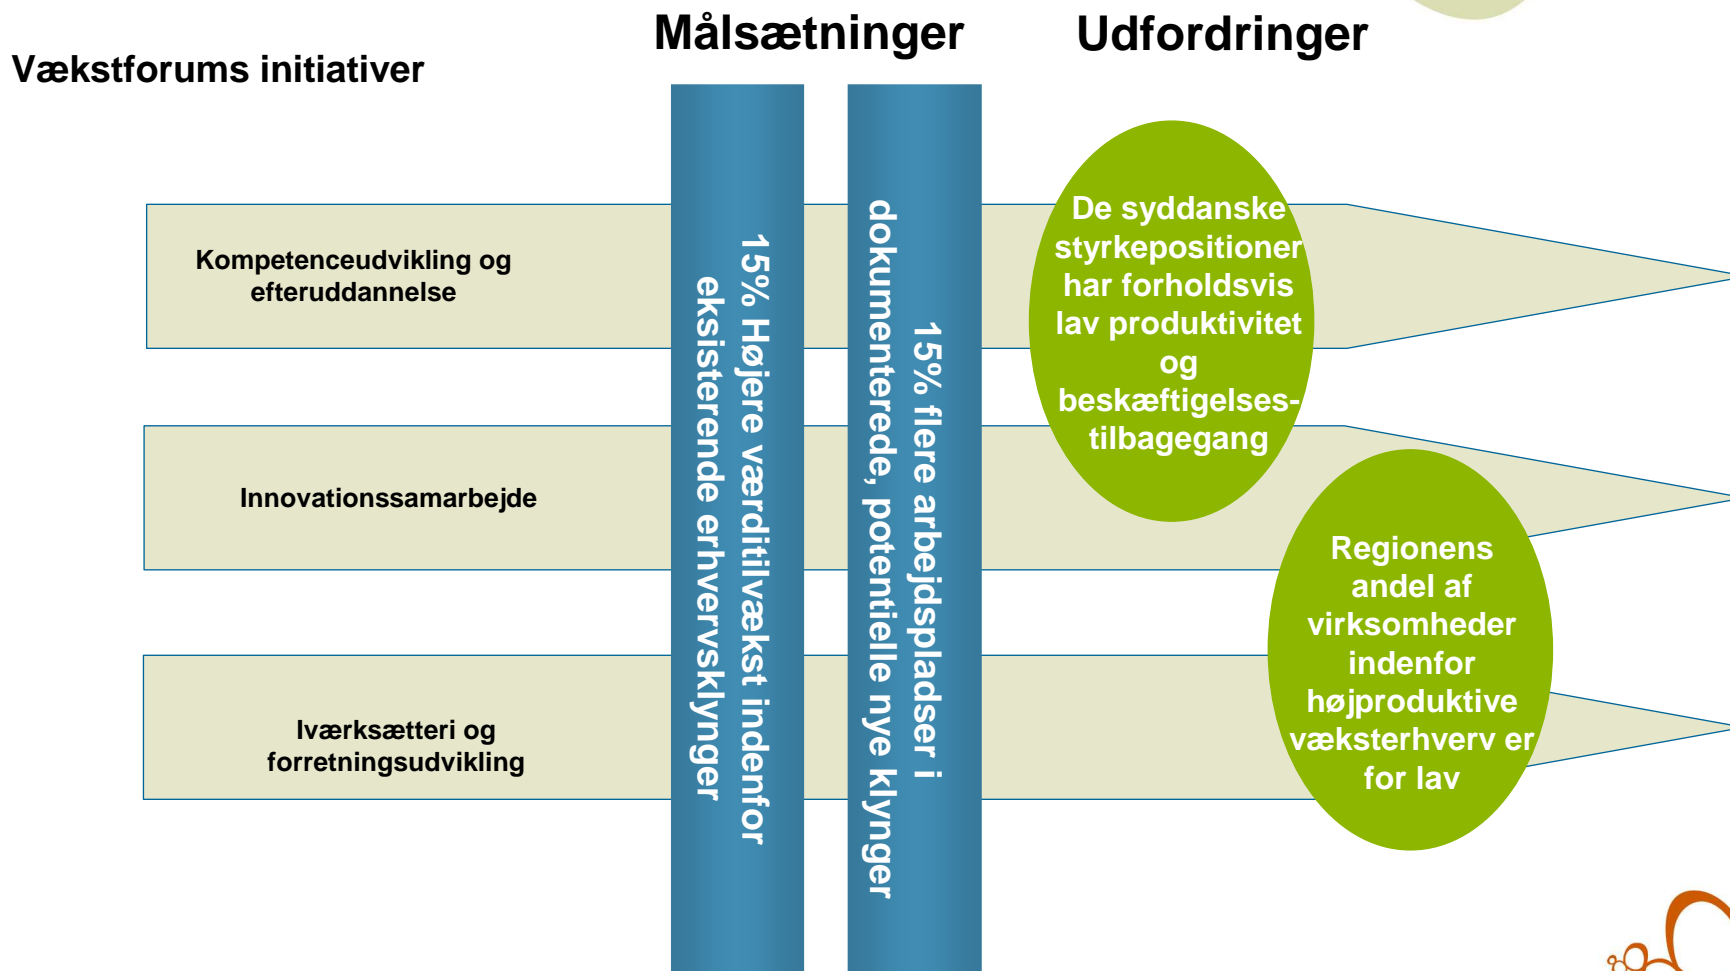 Målsætninger
Udfordringer
Vækstforums initiativer
Kompetenceudvikling og
efteruddannelse
Innovationssamarbejde
Iværksætteri og
forretningsudvikling
15% Højere værditilvækst indenfor
eksisterende erhvervsklynger
15% flere arbejdspladser i
dokumenterede, potentielle nye klynger
De syddanske
styrkepositioner
har forholdsvis
lav produktivitet
og
beskæftigelses-
tilbagegang
Regionens
andel af
virksomheder
indenfor
højproduktive
væksterhverv er
for lav